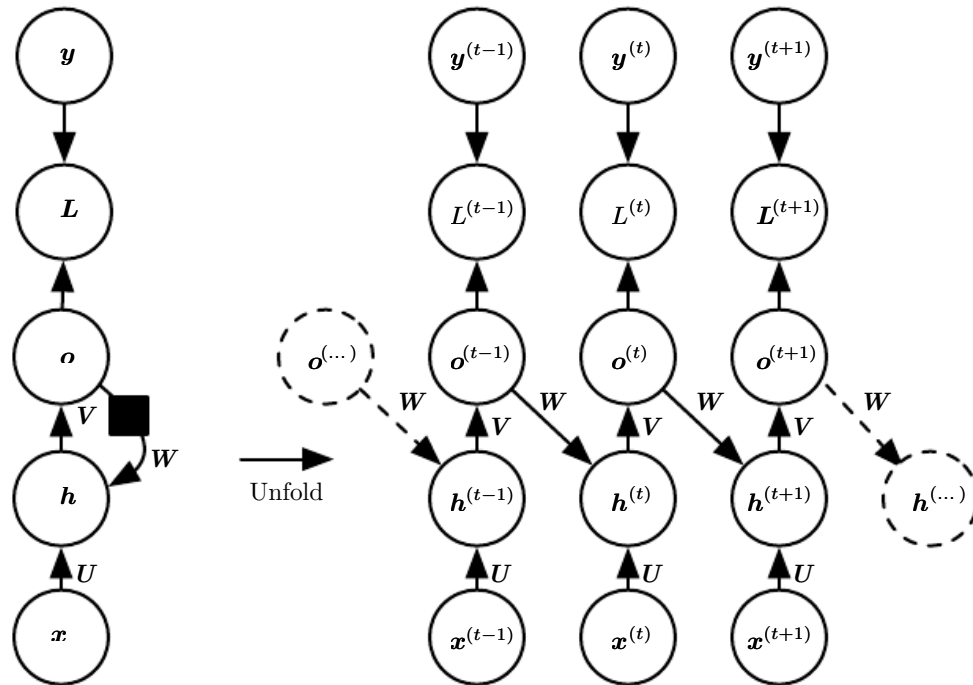 y y^(t−1) y^(t) y^(t+1)
L L^(t−1) L^(t) L^(t+1)
o o^(...) o^(t−1) o^(t) o^(t+1)
W W W W
V V V V
W
h h^(t−1) h^(t) h^(t+1) h^(...)
Unfold
U U U U
x x^(t−1) x^(t) x^(t+1)